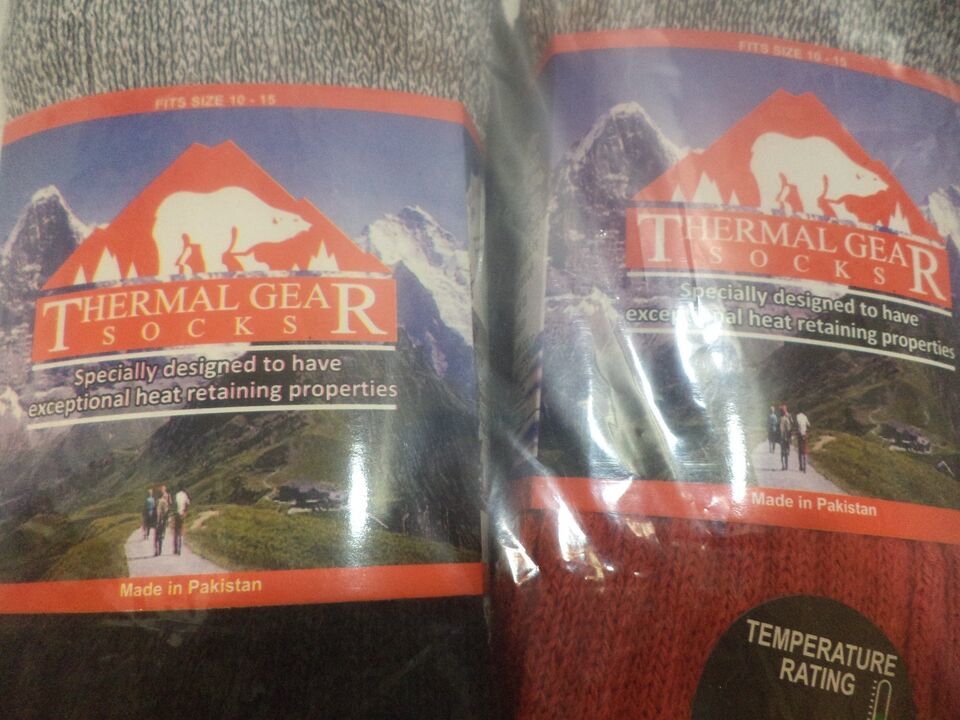 FITS SIZE 10 - 15
THERMAL GEAR
SOCKS
Specially designed to have
exceptional heat retaining properties
Made in Pakistan
FITS SIZE 10 - 15
THERMAL GEAR
SOCKS
Specially designed to have
exceptional heat retaining properties
Made in Pakistan
TEMPERATURE
RATING